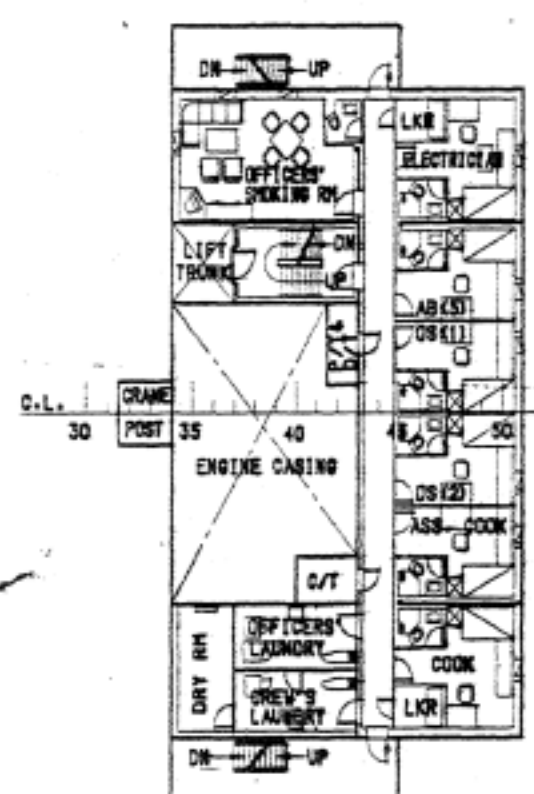 DN UP
LKR
ELECTRICIAN
OFFICERS'
SMOKING RM
LIFT
TRUNK
DN
UP
AB(5)
OS(1)
C.L.
CRANE
POST
30 35 40 45 50
ENGINE CASING
OS(2)
ASS. COOK
C/T
OFFICERS'
LAUNDRY
DRY RM
COOK
CREW'S
LAUNDRY
LKR
DN UP